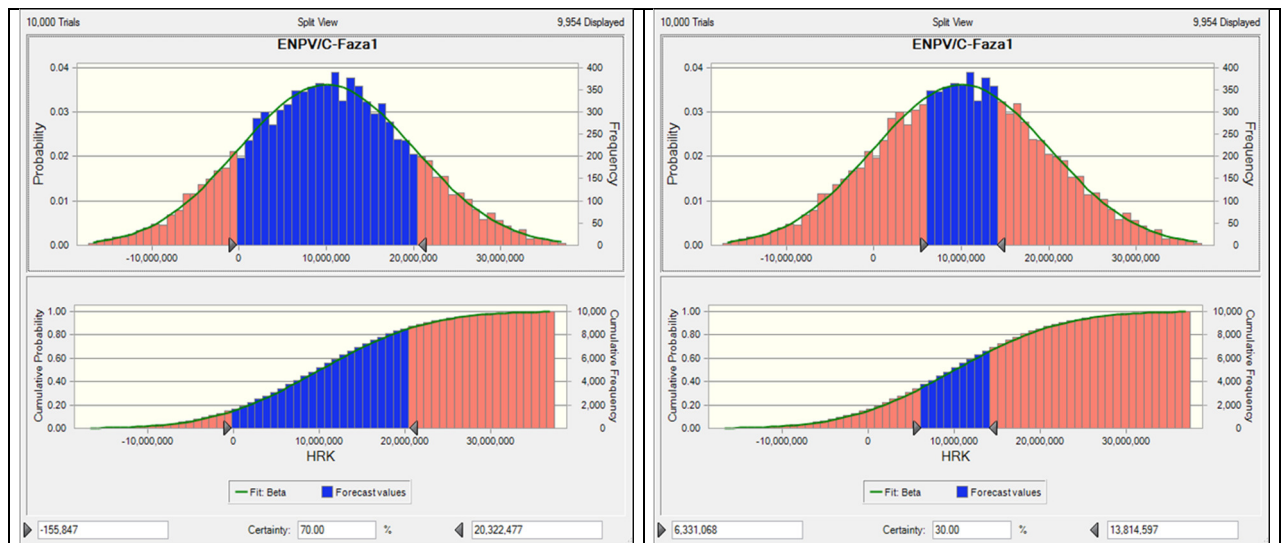 10,000 Trials Split View 9,954 Displayed
ENPV/C-Faza1
0.04 400
350
0.03 300
250
0.02 200
150
0.01 100
50
0.00 0
Probability
Frequency
-10,000,000 0 10,000,000 20,000,000 30,000,000
1.00 10,000
0.80 8,000
0.60 6,000
0.40 4,000
0.20 2,000
0.00 0
Cumulative Probability
Cumulative Frequency
-10,000,000 0 10,000,000 20,000,000 30,000,000
HRK
Fit: Beta Forecast values
-155,847 Certainty: 70.00 % 20,322,477
10,000 Trials Split View 9,954 Displayed
ENPV/C-Faza1
0.04 400
350
0.03 300
250
0.02 200
150
0.01 100
50
0.00 0
Probability
Frequency
-10,000,000 0 10,000,000 20,000,000 30,000,000
1.00 10,000
0.80 8,000
0.60 6,000
0.40 4,000
0.20 2,000
0.00 0
Cumulative Probability
Cumulative Frequency
-10,000,000 0 10,000,000 20,000,000 30,000,000
HRK
Fit: Beta Forecast values
6,331,068 Certainty: 30.00 % 13,814,597